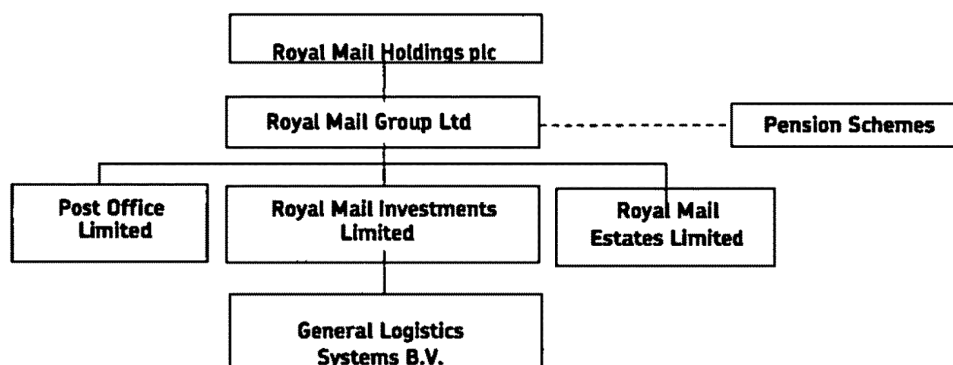 Royal Mail Holdings plc
Royal Mail Group Ltd
Pension Schemes
Post Office
Limited
Royal Mail Investments
Limited
Royal Mail
Estates Limited
General Logistics
Systems B.V.